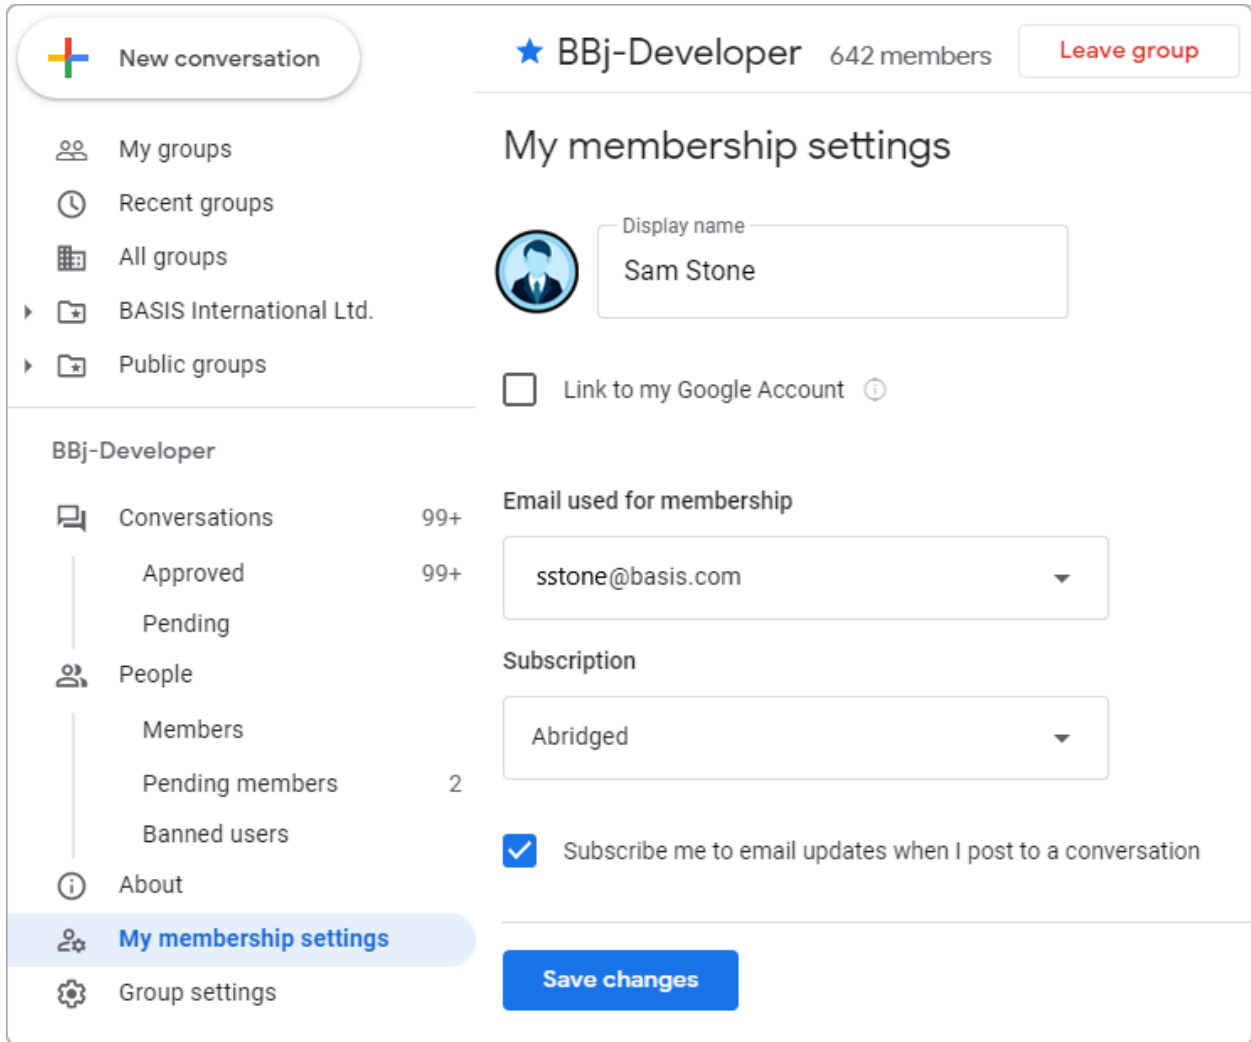 New conversation
My groups
Recent groups
All groups
BASIS International Ltd.
Public groups
BBj-Developer
Conversations 99+
Approved 99+
Pending
People
Members
Pending members 2
Banned users
About
My membership settings
Group settings
BBj-Developer 642 members Leave group
My membership settings
Display name
Sam Stone
Link to my Google Account
Email used for membership
sstone@basis.com
Subscription
Abridged
Subscribe me to email updates when I post to a conversation
Save changes